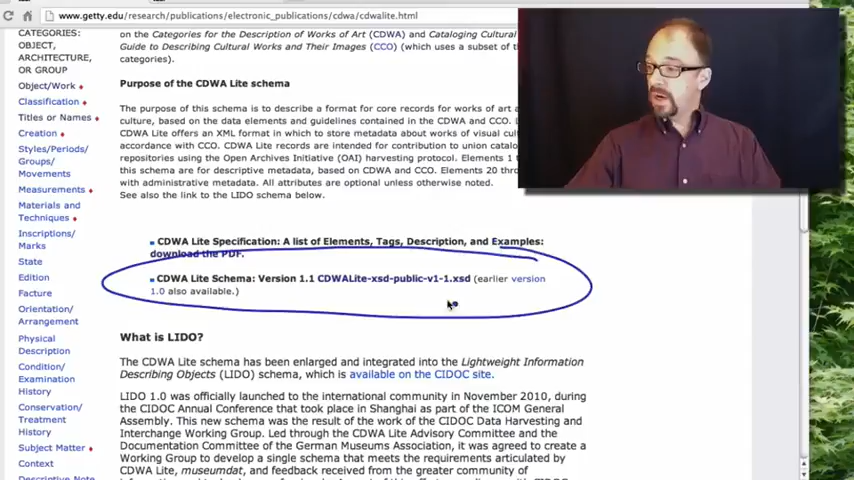 www.getty.edu/research/publications/electronic_publications/cdwa/cdwalite.html
CATEGORIES:
OBJECT,
ARCHITECTURE,
OR GROUP
Object/Work
Classification
Titles or Names
Creation
Styles/Periods/
Groups/
Movements
Measurements
Materials and
Techniques
Inscriptions/
Marks
State
Edition
Facture
Orientation/
Arrangement
Physical
Description
Condition/
Examination
History
Conservation/
Treatment
History
Subject Matter
Context
Descriptive Note
on the Categories for the Description of Works of Art (CDWA) and Cataloging Cultural
Guide to Describing Cultural Works and Their Images (CCO) (which uses a subset of the
categories).
Purpose of the CDWA Lite schema
The purpose of this schema is to describe a format for core records for works of art a
culture, based on the data elements and guidelines contained in the CDWA and CCO.
CDWA Lite offers an XML format in which to store metadata about works of visual cul
accordance with CCO. CDWA Lite records are intended for contribution to union catalo
repositories using the Open Archives Initiative (OAI) harvesting protocol. Elements 1
this schema are for descriptive metadata, based on CDWA and CCO. Elements 20 thro
with administrative metadata. All attributes are optional unless otherwise noted.
See also the link to the LIDO schema below.
CDWA Lite Specification: A list of Elements, Tags, Description, and Examples:
download the PDF.
CDWA Lite Schema: Version 1.1 CDWALite-xsd-public-v1-1.xsd (earlier version
1.0 also available.)
What is LIDO?
The CDWA Lite schema has been enlarged and integrated into the Lightweight Information
Describing Objects (LIDO) schema, which is available on the CIDOC site.
LIDO 1.0 was officially launched to the international community in November 2010, during
the CIDOC Annual Conference that took place in Shanghai as part of the ICOM General
Assembly. This new schema was the result of the work of the CIDOC Data Harvesting and
Interchange Working Group. Led through the CDWA Lite Advisory Committee and the
Documentation Committee of the German Museums Association, it was agreed to create a
Working Group to develop a single schema that meets the requirements articulated by
CDWA Lite, museumdat, and feedback received from the greater community of